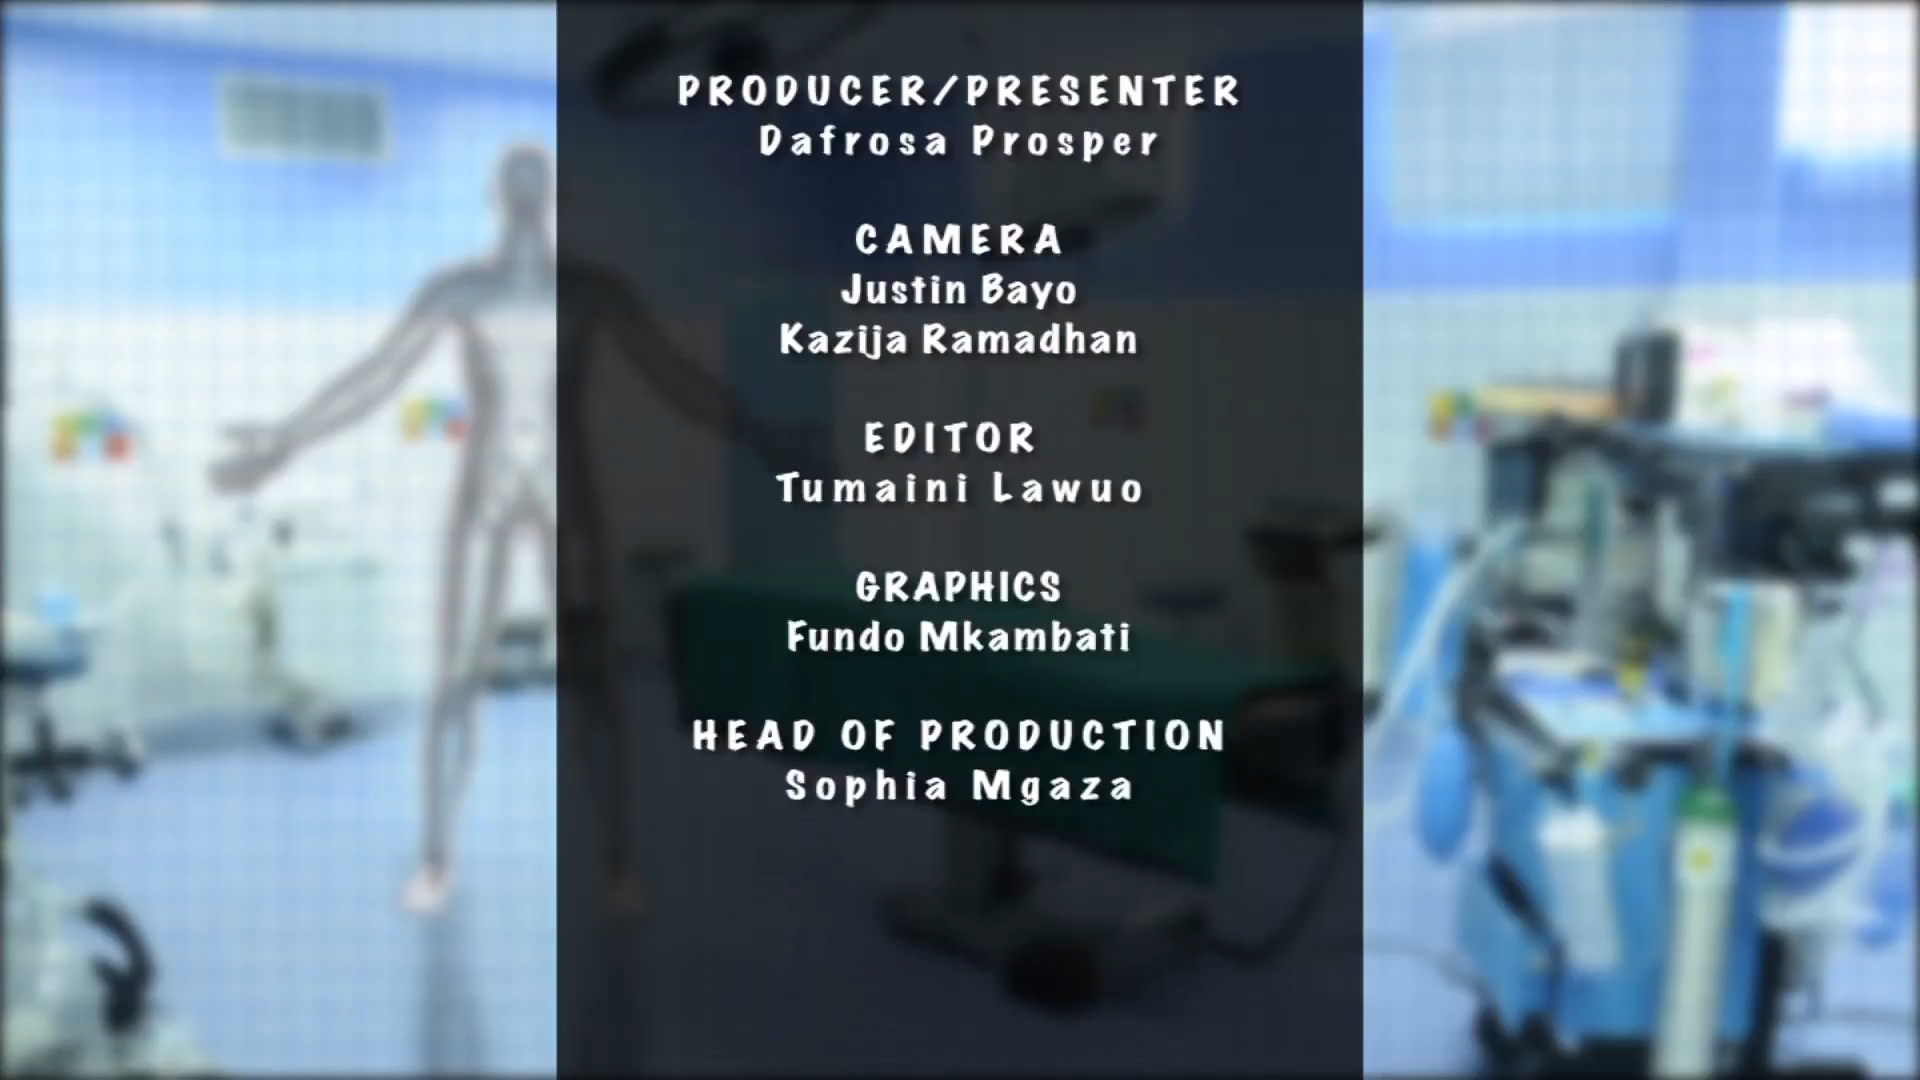 PRODUCER/PRESENTER
Dafrosa Prosper
CAMERA
Justin Bayo
Kazija Ramadhan
EDITOR
Tumaini Lawuo
GRAPHICS
Fundo Mkambati
HEAD OF PRODUCTION
Sophia Mgaza